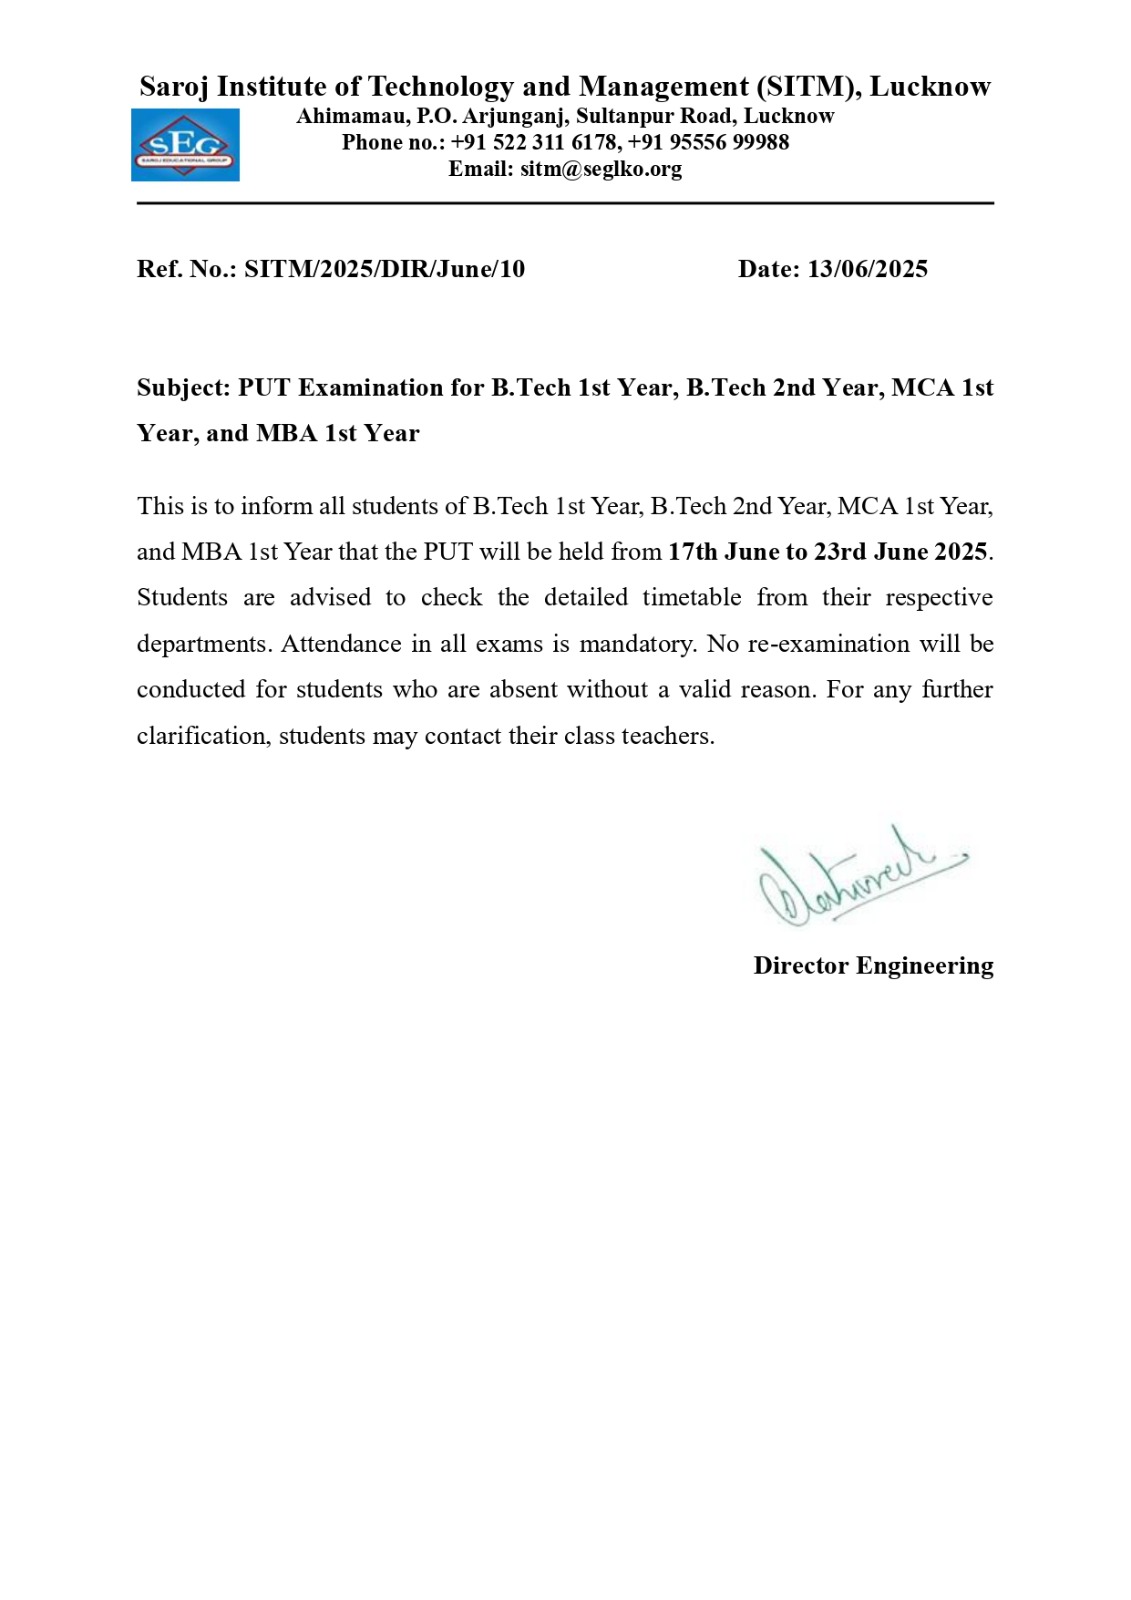 Saroj Institute of Technology and Management (SITM), Lucknow
Ahimamau, P.O. Arjunganj, Sultanpur Road, Lucknow
Phone no.: +91 522 311 6178, +91 95556 99988
Email: sitm@seglko.org
SEG
SAROJ EDUCATIONAL GROUP
Ref. No.: SITM/2025/DIR/June/10 Date: 13/06/2025
Subject: PUT Examination for B.Tech 1st Year, B.Tech 2nd Year, MCA 1st
Year, and MBA 1st Year
This is to inform all students of B.Tech 1st Year, B.Tech 2nd Year, MCA 1st Year,
and MBA 1st Year that the PUT will be held from 17th June to 23rd June 2025.
Students are advised to check the detailed timetable from their respective
departments. Attendance in all exams is mandatory. No re-examination will be
conducted for students who are absent without a valid reason. For any further
clarification, students may contact their class teachers.
Director Engineering